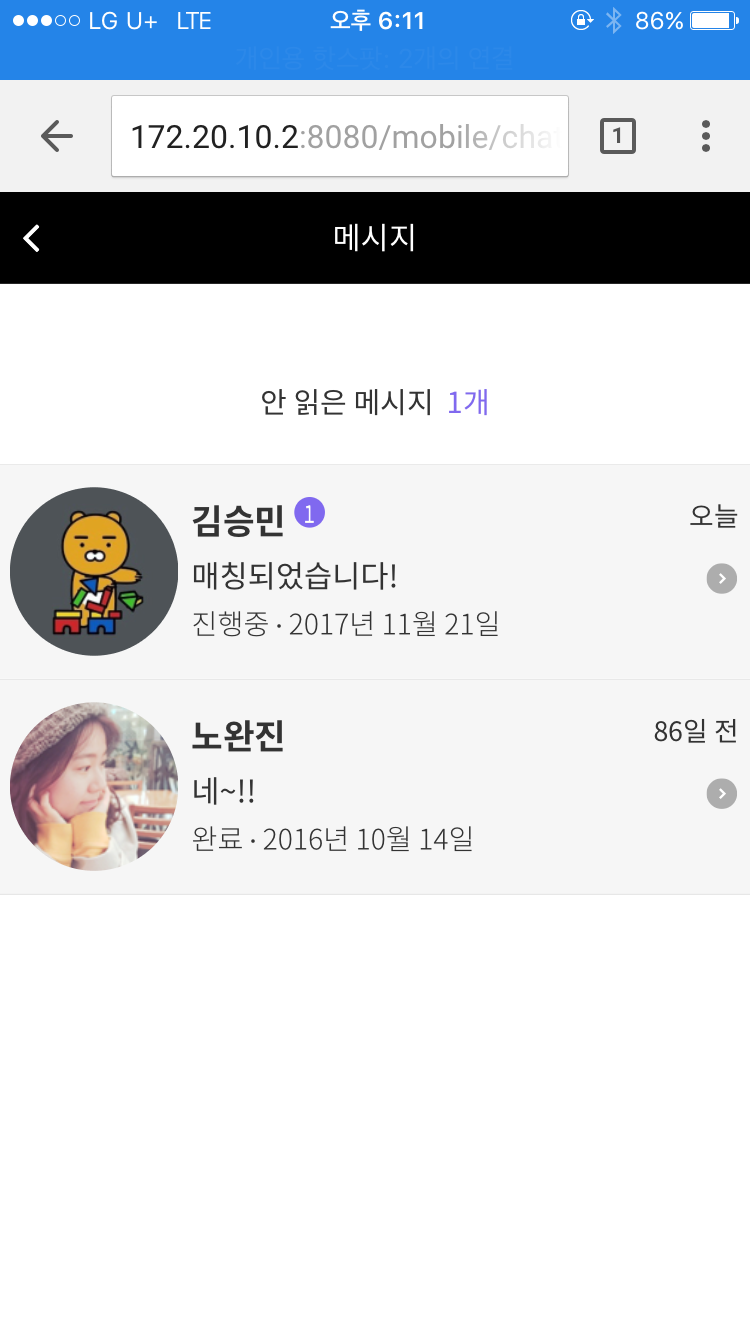 LG U+ LTE 오후 6:11 86%
개인용 핫스팟: 2개의 연결
172.20.10.2:8080/mobile/cha
1
메시지
안 읽은 메시지 1개
김승민 1 오늘
매칭되었습니다!
진행중 · 2017년 11월 21일
노완진 86일 전
네~!!
완료 · 2016년 10월 14일